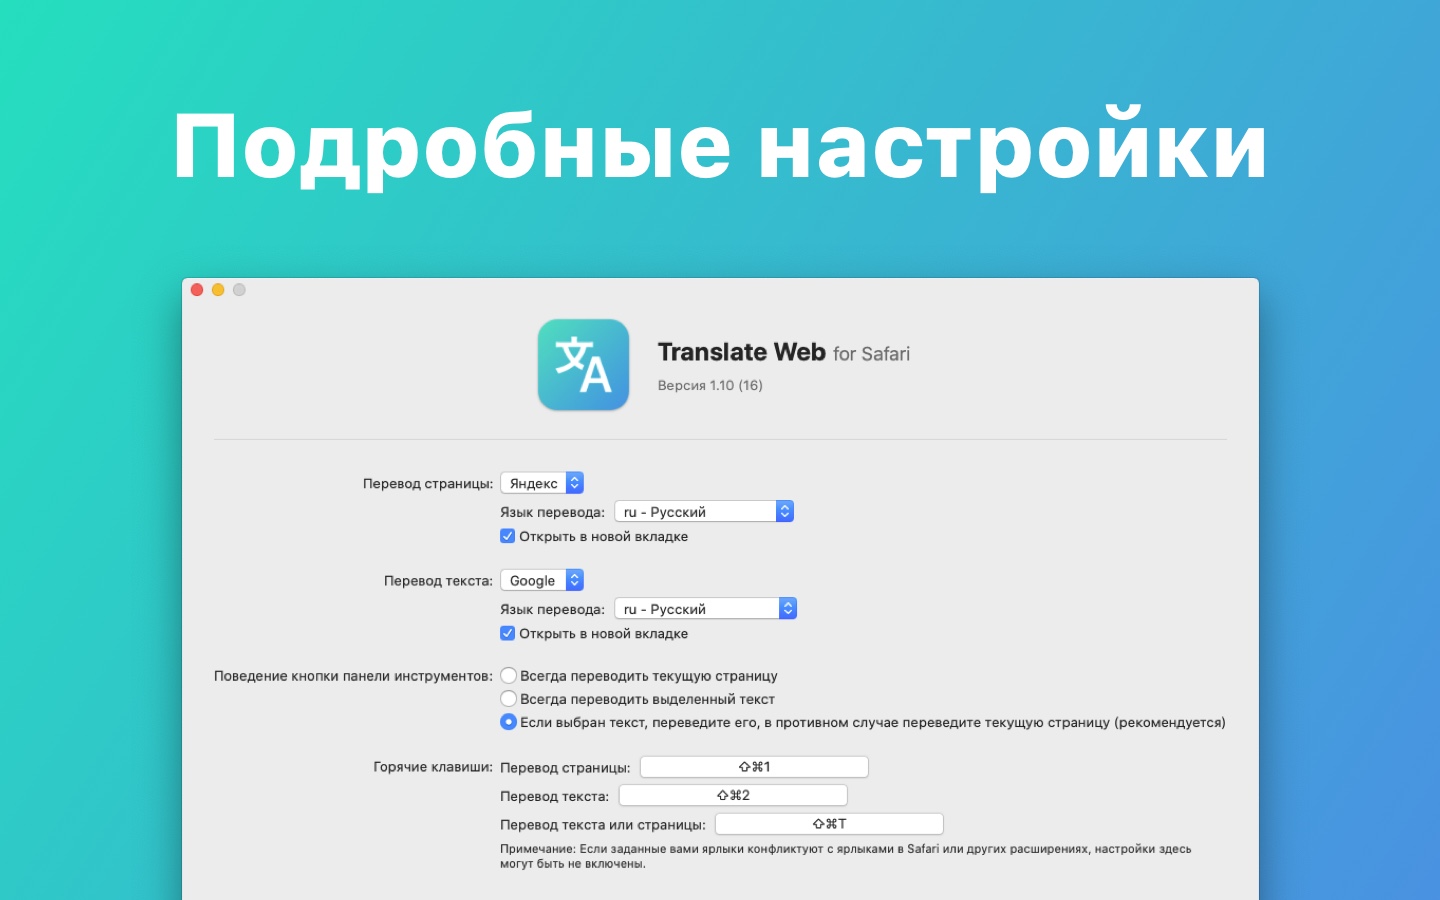 Подробные настройки
文A
Translate Web for Safari
Версия 1.10 (16)
Перевод страницы: Яндекс
Язык перевода: ru - Русский
Открыть в новой вкладке
Перевод текста: Google
Язык перевода: ru - Русский
Открыть в новой вкладке
Поведение кнопки панели инструментов: Всегда переводить текущую страницу
Всегда переводить выделенный текст
Если выбран текст, переведите его, в противном случае переведите текущую страницу (рекомендуется)
Горячие клавиши: Перевод страницы: ⇧⌘1
Перевод текста: ⇧⌘2
Перевод текста или страницы: ⇧⌘T
Примечание: Если заданные вами ярлыки конфликтуют с ярлыками в Safari или других расширениях, настройки здесь
могут быть не включены.